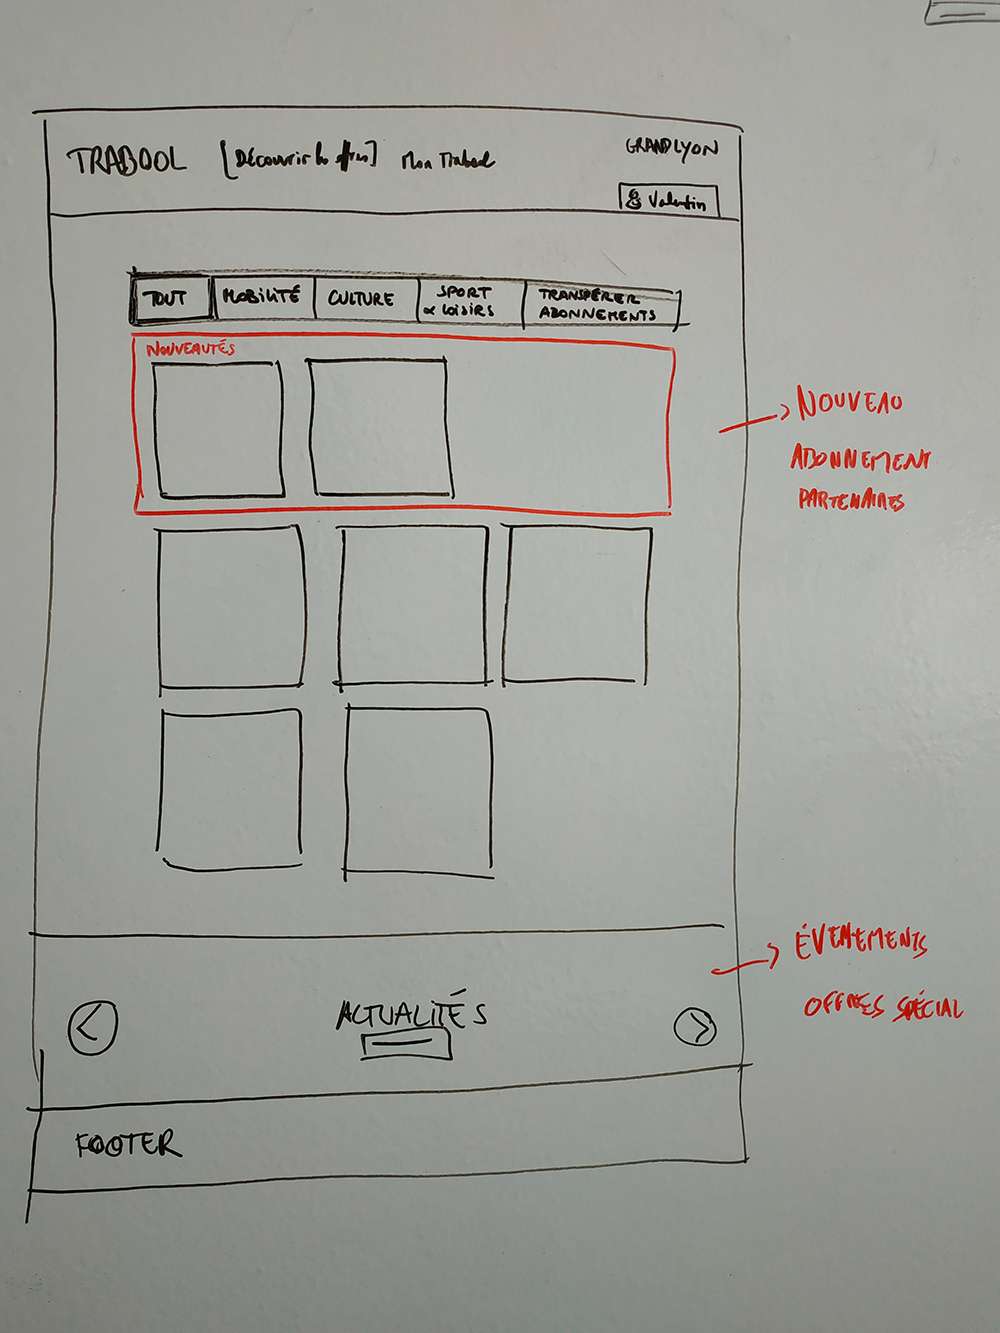 TRABOOL [Découvrir les offres] Mon Trabool
GRANDLYON
Valentin
TOUT
MOBILITÉ
CULTURE
SPORT
& LOISIRS
TRANSFÉRER
ABONNEMENTS
NOUVEAUTÉS
NOUVEAU
ABONNEMENT
PARTENAIRES
ÉVENEMENTS
OFFRES SPÉCIAL
ACTUALITÉS
FOOTER